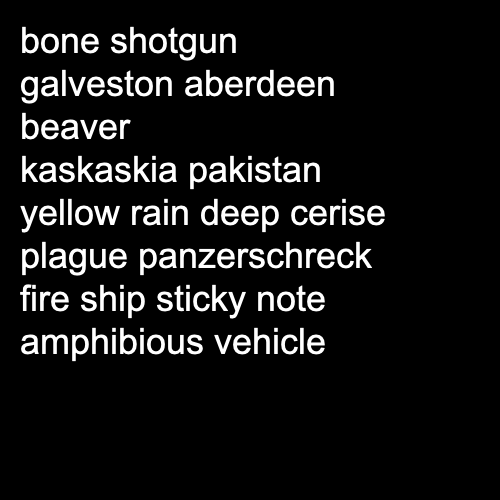 bone shotgun
galveston aberdeen
beaver
kaskaskia pakistan
yellow rain deep cerise
plague panzerschreck
fire ship sticky note
amphibious vehicle